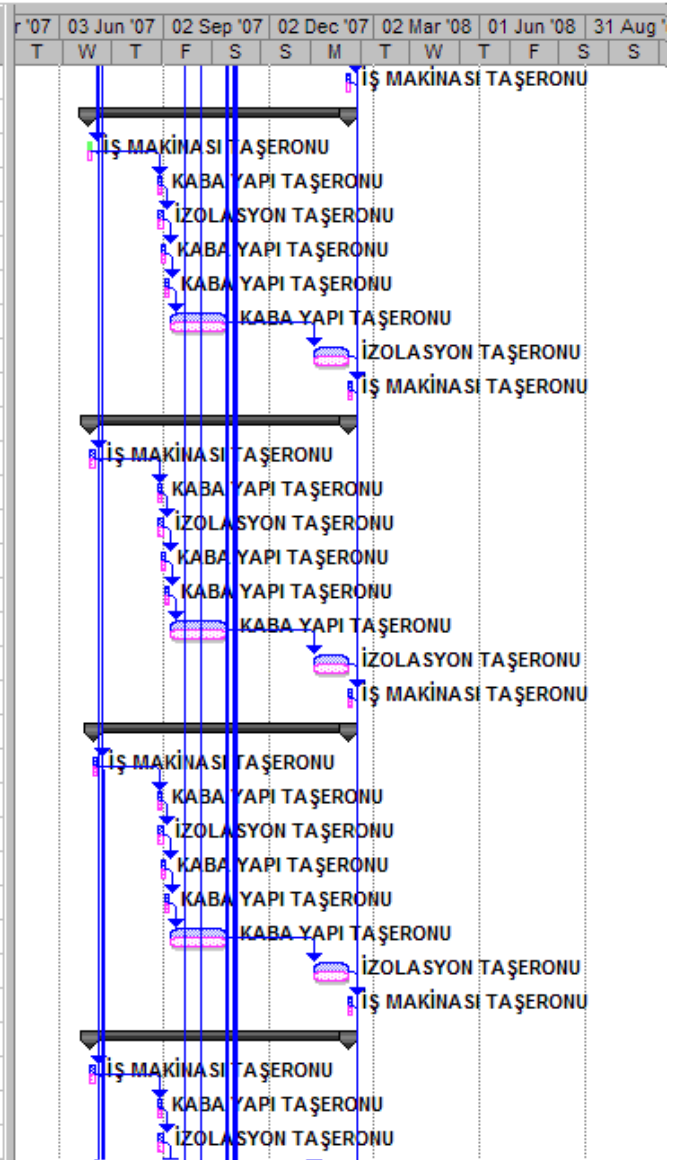 r '07 03 Jun '07 02 Sep '07 02 Dec '07 02 Mar '08 01 Jun '08 31 Aug '
T W T F S S M T W T F S S
İŞ MAKİNASI TAŞERONU
İŞ MAKİNASI TAŞERONU
KABA YAPI TAŞERONU
İZOLASYON TAŞERONU
KABA YAPI TAŞERONU
KABA YAPI TAŞERONU
KABA YAPI TAŞERONU
İZOLASYON TAŞERONU
İŞ MAKİNASI TAŞERONU
İŞ MAKİNASI TAŞERONU
KABA YAPI TAŞERONU
İZOLASYON TAŞERONU
KABA YAPI TAŞERONU
KABA YAPI TAŞERONU
KABA YAPI TAŞERONU
İZOLASYON TAŞERONU
İŞ MAKİNASI TAŞERONU
İŞ MAKİNASI TAŞERONU
KABA YAPI TAŞERONU
İZOLASYON TAŞERONU
KABA YAPI TAŞERONU
KABA YAPI TAŞERONU
KABA YAPI TAŞERONU
İZOLASYON TAŞERONU
İŞ MAKİNASI TAŞERONU
İŞ MAKİNASI TAŞERONU
KABA YAPI TAŞERONU
İZOLASYON TAŞERONU